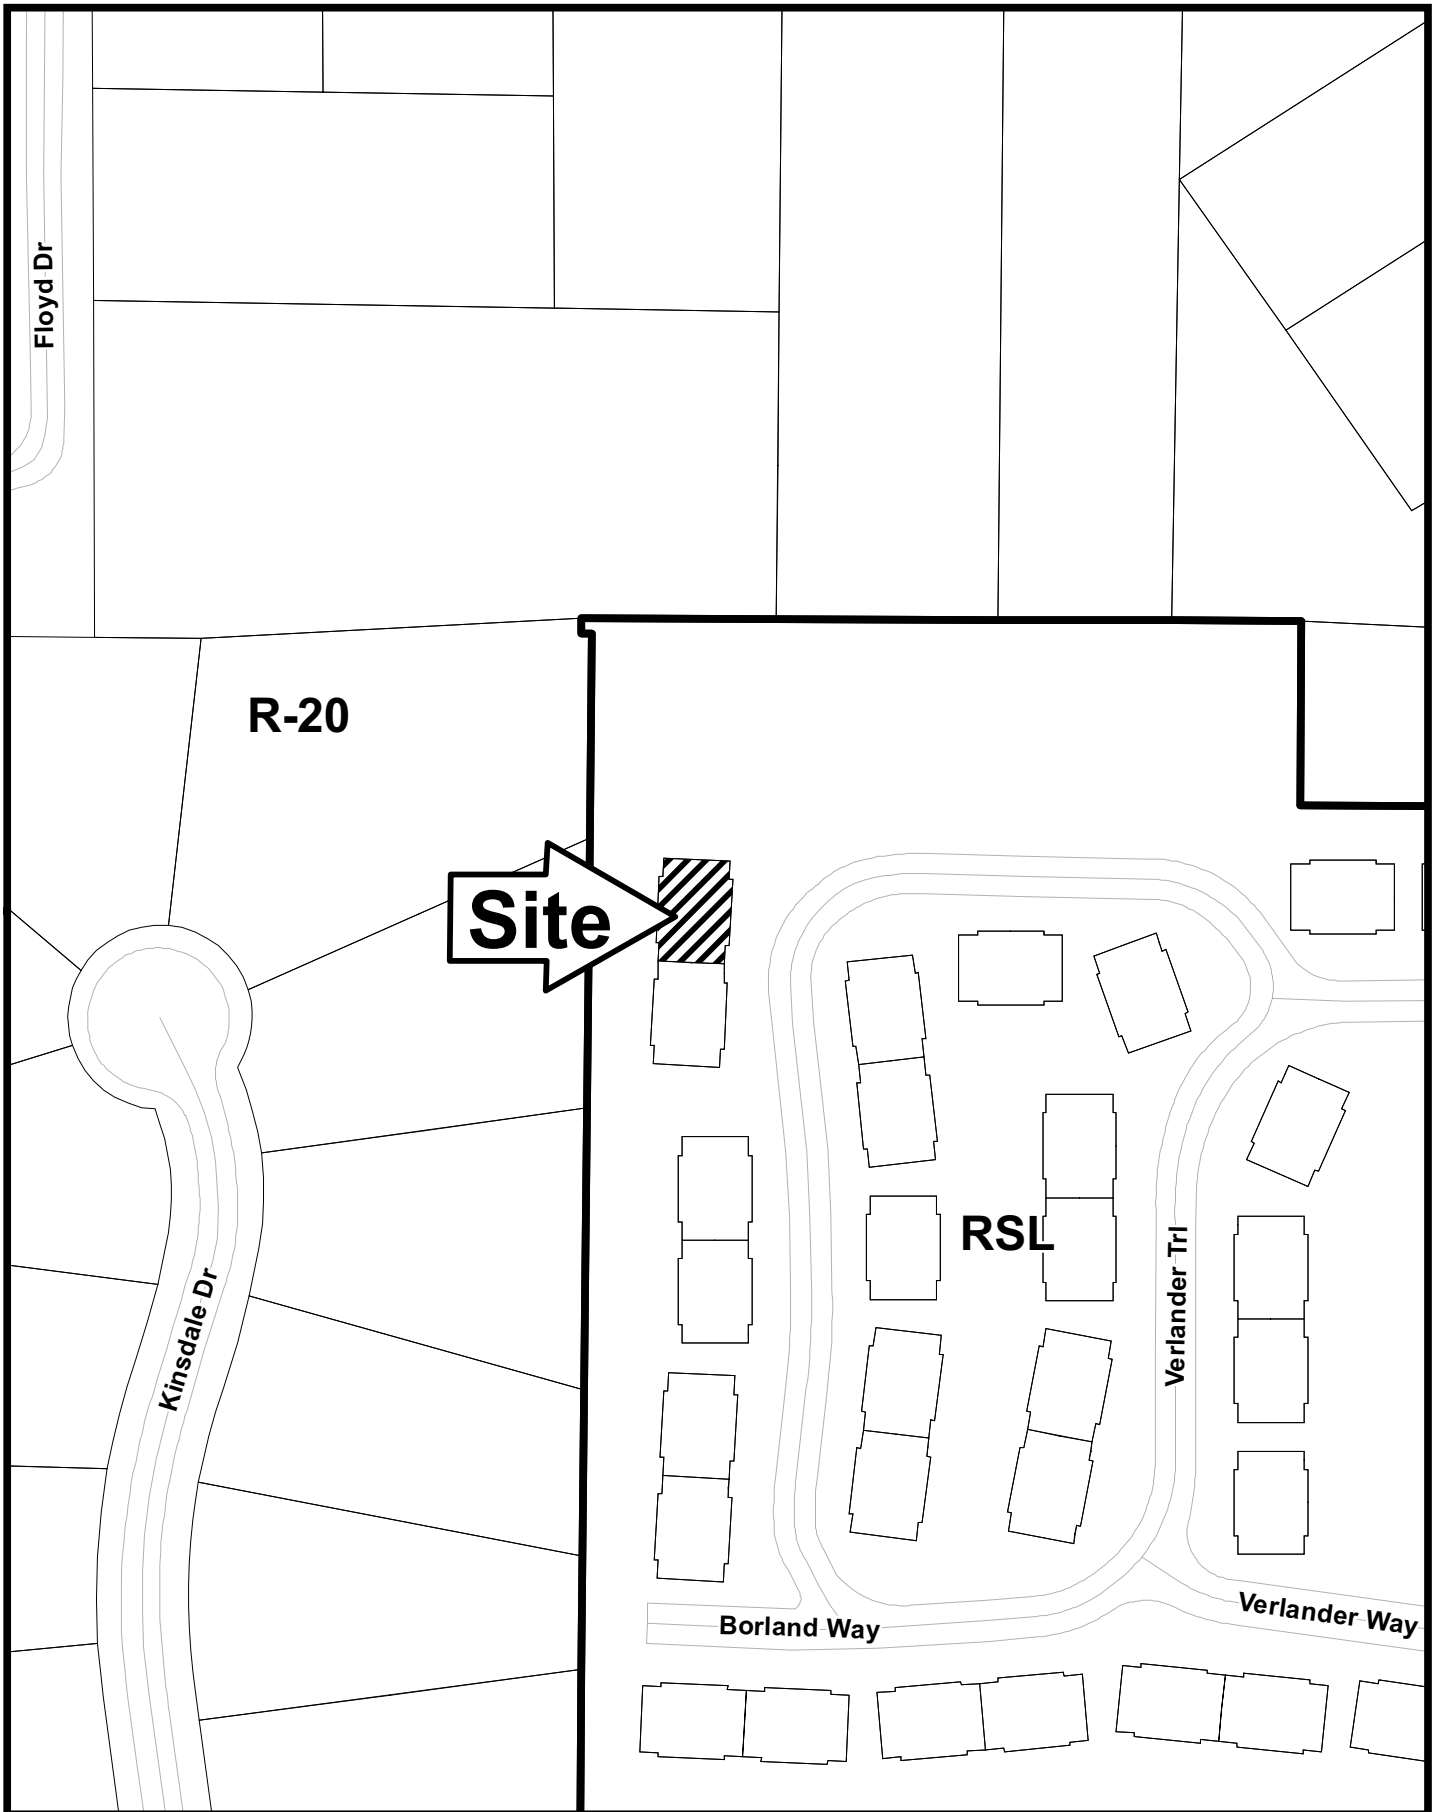 Floyd Dr
R-20
Site
RSL
Verlander Trl
Kinsdale Dr
Verlander Way
Borland Way